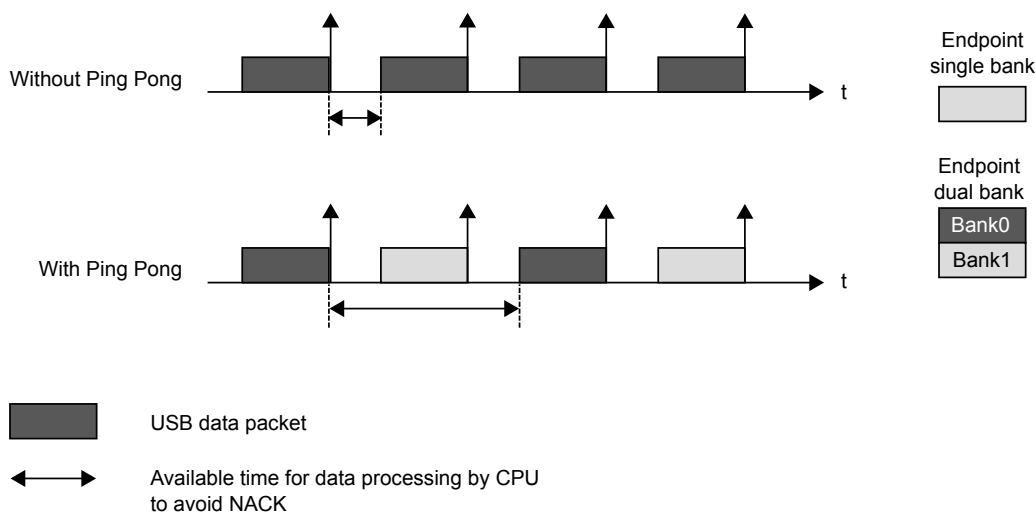 Without Ping Pong
t
Endpoint
single bank
With Ping Pong
t
Endpoint
dual bank
Bank0
Bank1
USB data packet
Available time for data processing by CPU
to avoid NACK